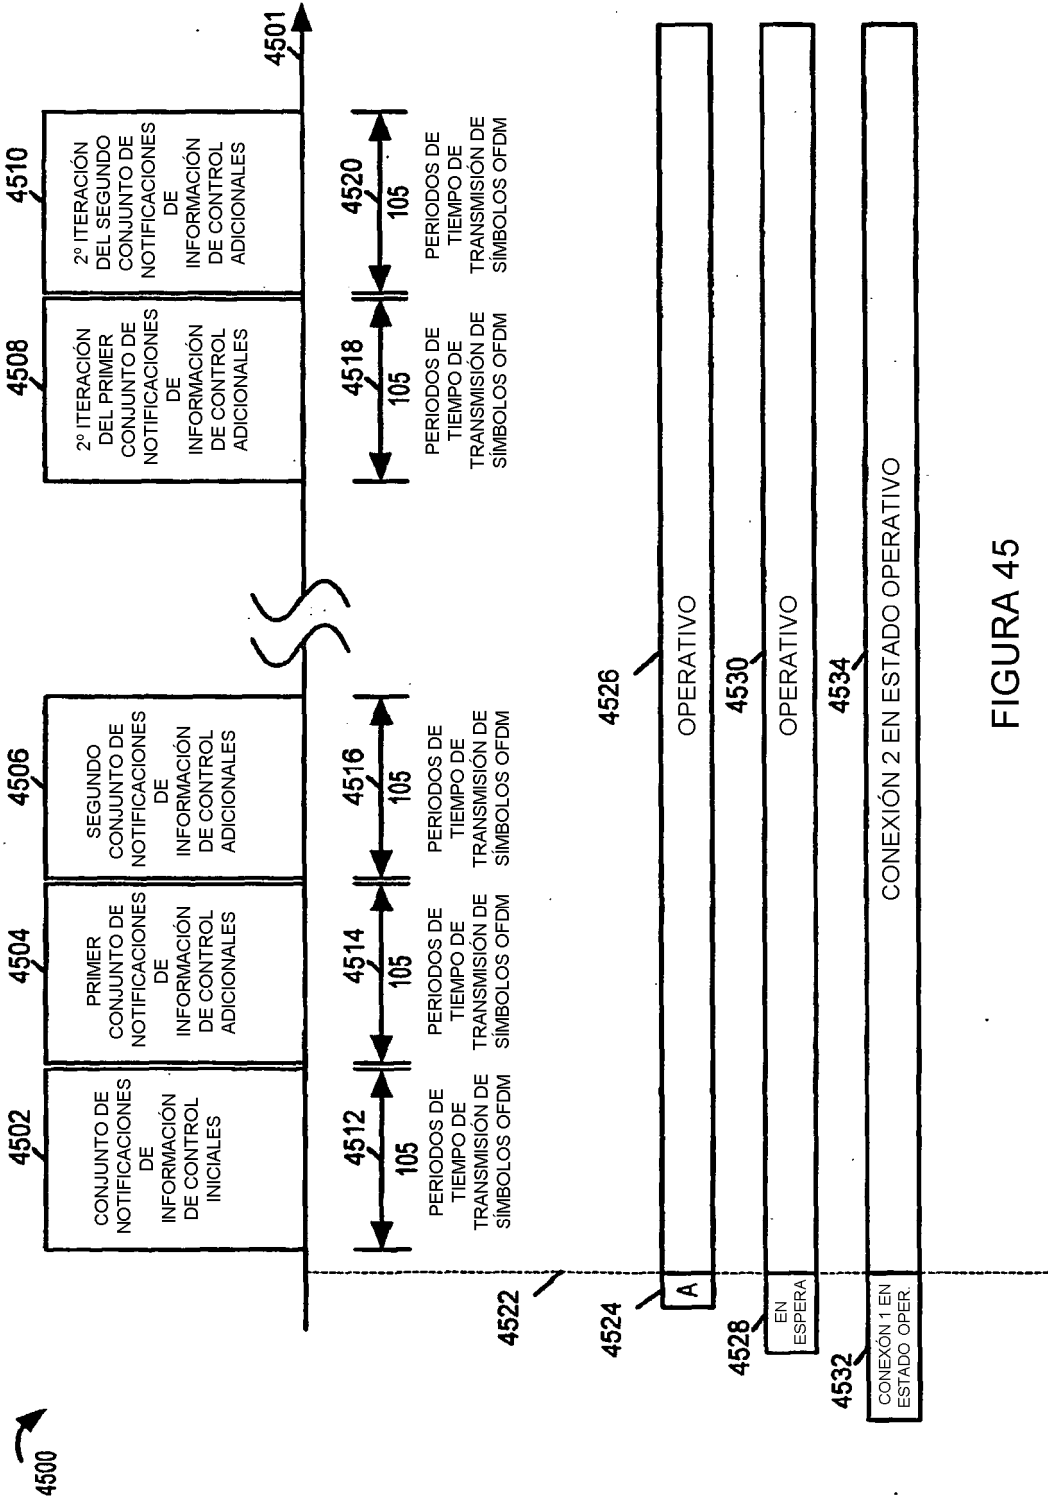 4500
4502
CONJUNTO DE
NOTIFICACIONES
DE
INFORMACIÓN
DE CONTROL
INICIALES
4504
PRIMER
CONJUNTO DE
NOTIFICACIONES
DE
INFORMACIÓN
DE CONTROL
ADICIONALES
4506
SEGUNDO
CONJUNTO DE
NOTIFICACIONES
DE
INFORMACIÓN
DE CONTROL
ADICIONALES
4508
2º ITERACIÓN
DEL PRIMER
CONJUNTO DE
NOTIFICACIONES
DE
INFORMACIÓN
DE CONTROL
ADICIONALES
4510
2º ITERACIÓN
DEL SEGUNDO
CONJUNTO DE
NOTIFICACIONES
DE
INFORMACIÓN
DE CONTROL
ADICIONALES
4501
4512
105
PERIODOS DE
TIEMPO DE
TRANSMISIÓN DE
SÍMBOLOS OFDM
4514
105
PERIODOS DE
TIEMPO DE
TRANSMISIÓN DE
SÍMBOLOS OFDM
4516
105
PERIODOS DE
TIEMPO DE
TRANSMISIÓN DE
SÍMBOLOS OFDM
4518
105
PERIODOS DE
TIEMPO DE
TRANSMISIÓN DE
SÍMBOLOS OFDM
4520
105
PERIODOS DE
TIEMPO DE
TRANSMISIÓN DE
SÍMBOLOS OFDM
4522
4524
A
4526
OPERATIVO
4528
EN
ESPERA
4530
OPERATIVO
4532
CONEXÓN 1 EN
ESTADO OPER.
4534
CONEXIÓN 2 EN ESTADO OPERATIVO
FIGURA 45